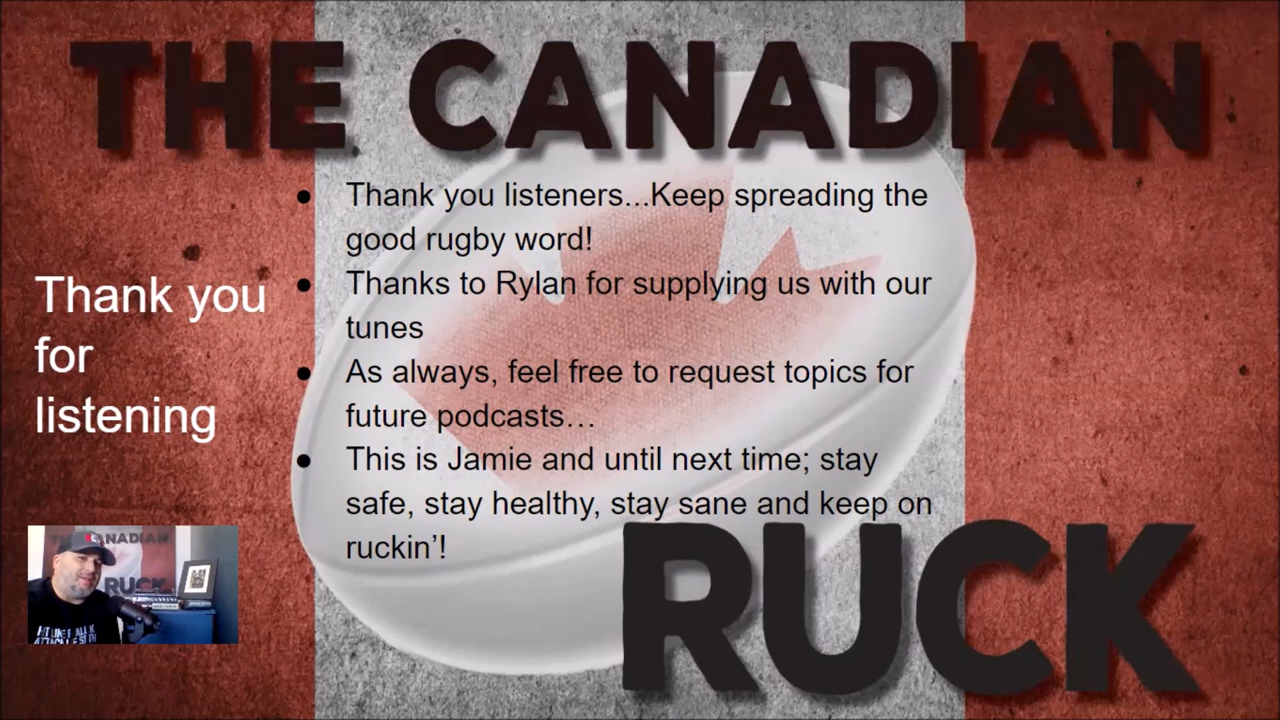 THE CANADIAN
● Thank you listeners...Keep spreading the
good rugby word!
● Thanks to Rylan for supplying us with our
tunes
● As always, feel free to request topics for
future podcasts…
● This is Jamie and until next time; stay
safe, stay healthy, stay sane and keep on
ruckin’!
Thank you
for
listening
CANADIAN
RUCK
RUCK